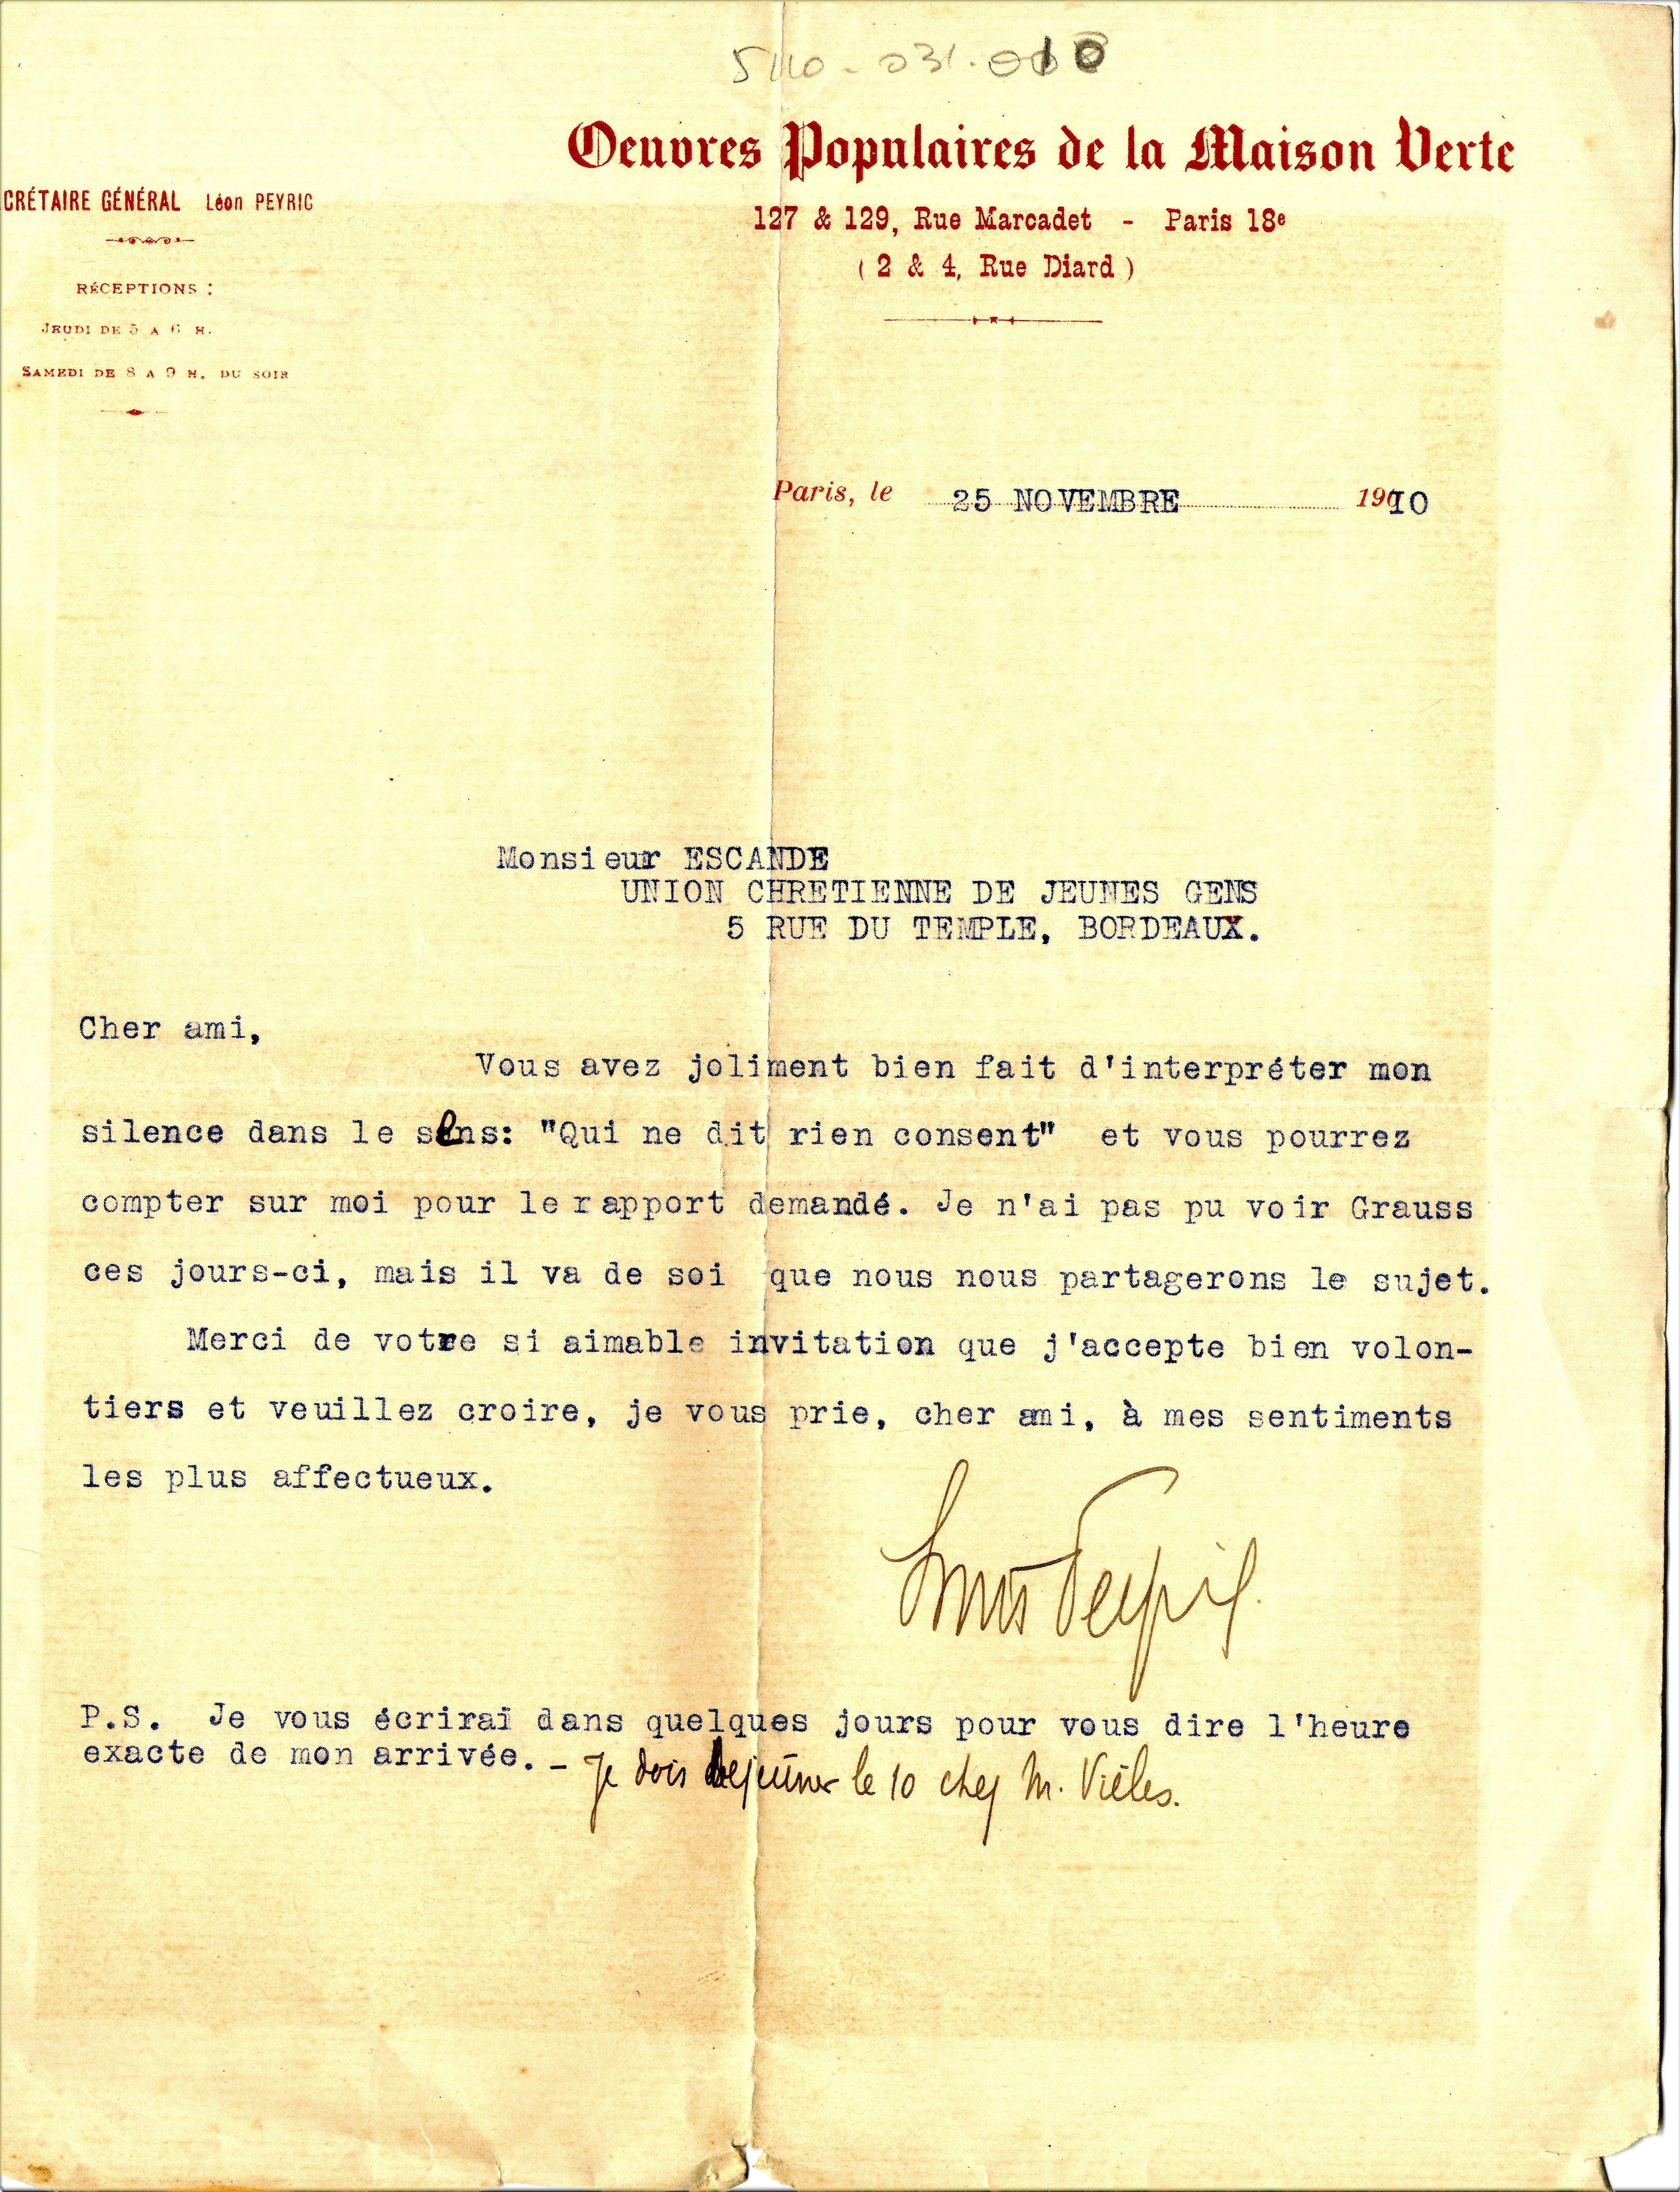 5110-031.010
Oeuvres Populaires de la Maison Verte
CRÉTAIRE GÉNÉRAL Léon PEYRIC
127 & 129, Rue Marcadet - Paris 18e
( 2 & 4, Rue Diard )
RÉCEPTIONS :
JEUDI DE 5 A 6 H.
SAMEDI DE 8 A 9 H. DU SOIR
Paris, le 25 NOVEMBRE 1910
Monsieur ESCANDE
UNION CHRETIENNE DE JEUNES GENS
5 RUE DU TEMPLE, BORDEAUX.
Cher ami,
Vous avez joliment bien fait d'interpréter mon
silence dans le sens: "Qui ne dit rien consent" et vous pourrez
compter sur moi pour le rapport demandé. Je n'ai pas pu voir Grauss
ces jours-ci, mais il va de soi que nous nous partagerons le sujet.
Merci de votre si aimable invitation que j'accepte bien volon-
tiers et veuillez croire, je vous prie, cher ami, à mes sentiments
les plus affectueux.
P.S. Je vous écrirai dans quelques jours pour vous dire l'heure
exacte de mon arrivée. - Je dois dejeûner le 10 chez M. Vièles.